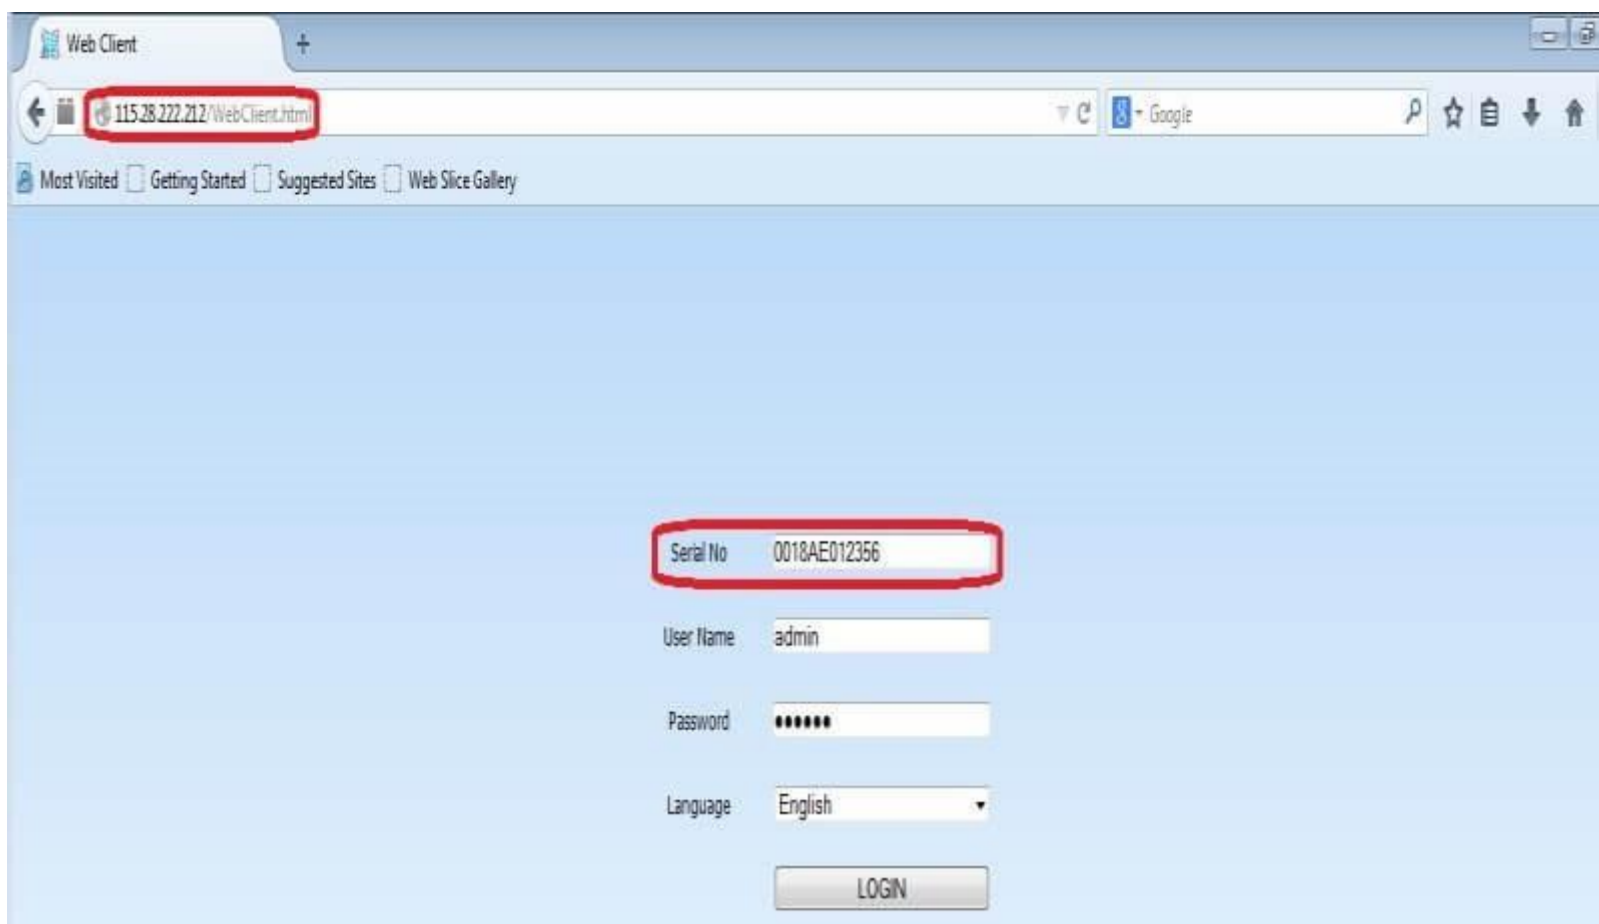 Web Client
115.28.222.212/WebClient.html
Google
Most Visited Getting Started Suggested Sites Web Slice Gallery
Serial No 0018AE012356
User Name admin
Password ••••••
Language English
LOGIN